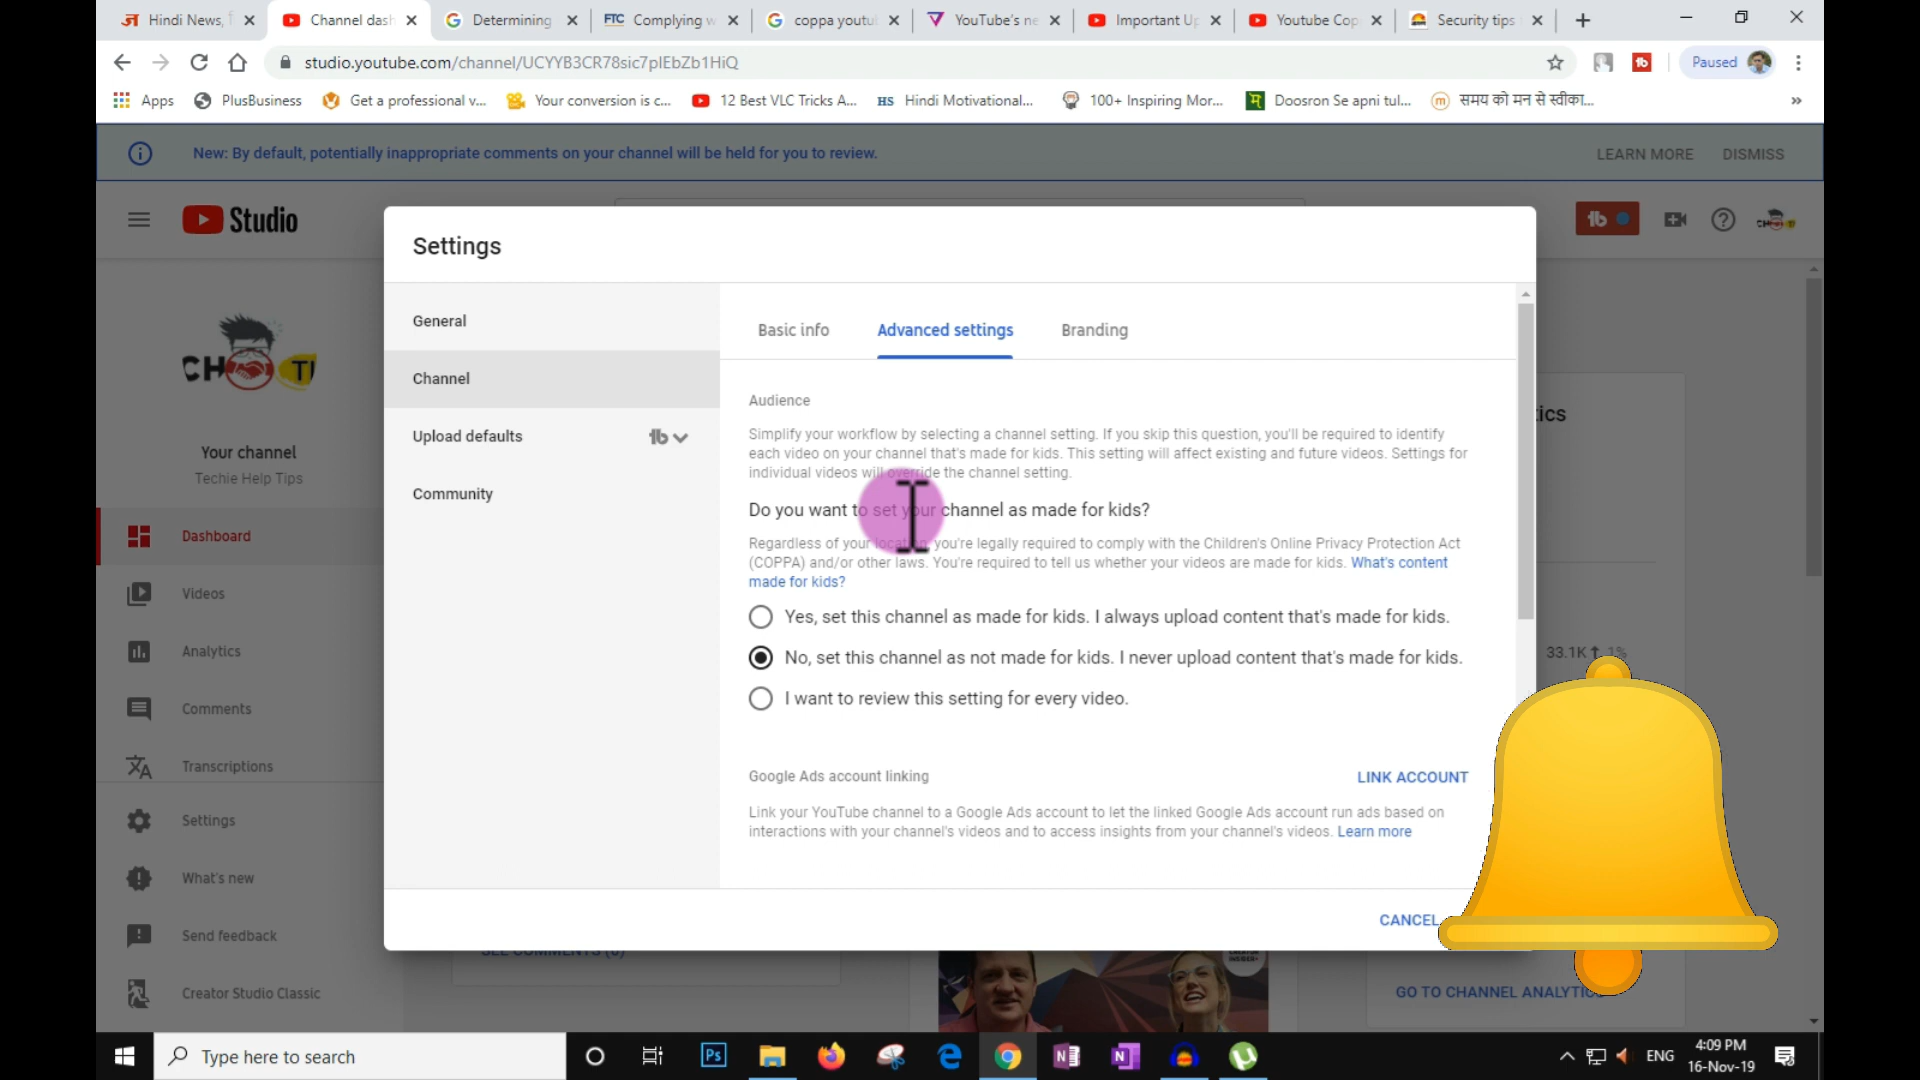 Hindi News,
Channel das
Determining
FTC
Complying w
coppa youtu
YouTube's ne
Important Up
Youtube Cop
Security tips
studio.youtube.com/channel/UCYYB3CR78sic7plEbZb1HiQ
Paused
Apps
PlusBusiness
Get a professional v...
Your conversion is c...
12 Best VLC Tricks A...
HS
Hindi Motivational...
100+ Inspiring Mor...
Doosron Se apni tul...
समय को मन से स्वीका...
New: By default, potentially inappropriate comments on your channel will be held for you to review.
LEARN MORE
DISMISS
Studio
Settings
General
Channel
Upload defaults
Community
Basic info
Advanced settings
Branding
Audience
Simplify your workflow by selecting a channel setting. If you skip this question, you'll be required to identify
each video on your channel that's made for kids. This setting will affect existing and future videos. Settings for
individual videos will override the channel setting.
Do you want to set your channel as made for kids?
Regardless of your location, you're legally required to comply with the Children's Online Privacy Protection Act
(COPPA) and/or other laws. You're required to tell us whether your videos are made for kids. What's content
made for kids?
Yes, set this channel as made for kids. I always upload content that's made for kids.
No, set this channel as not made for kids. I never upload content that's made for kids.
I want to review this setting for every video.
Google Ads account linking
LINK ACCOUNT
Link your YouTube channel to a Google Ads account to let the linked Google Ads account run ads based on
interactions with your channel's videos and to access insights from your channel's videos. Learn more
CANCEL
Your channel
Techie Help Tips
Dashboard
Videos
Analytics
Comments
Transcriptions
Settings
What's new
Send feedback
Creator Studio Classic
tics
33.1K 1%
SEE COMMENTS (0)
GO TO CHANNEL ANALYTICS
Type here to search
Ps
ENG
4:09 PM
16-Nov-19